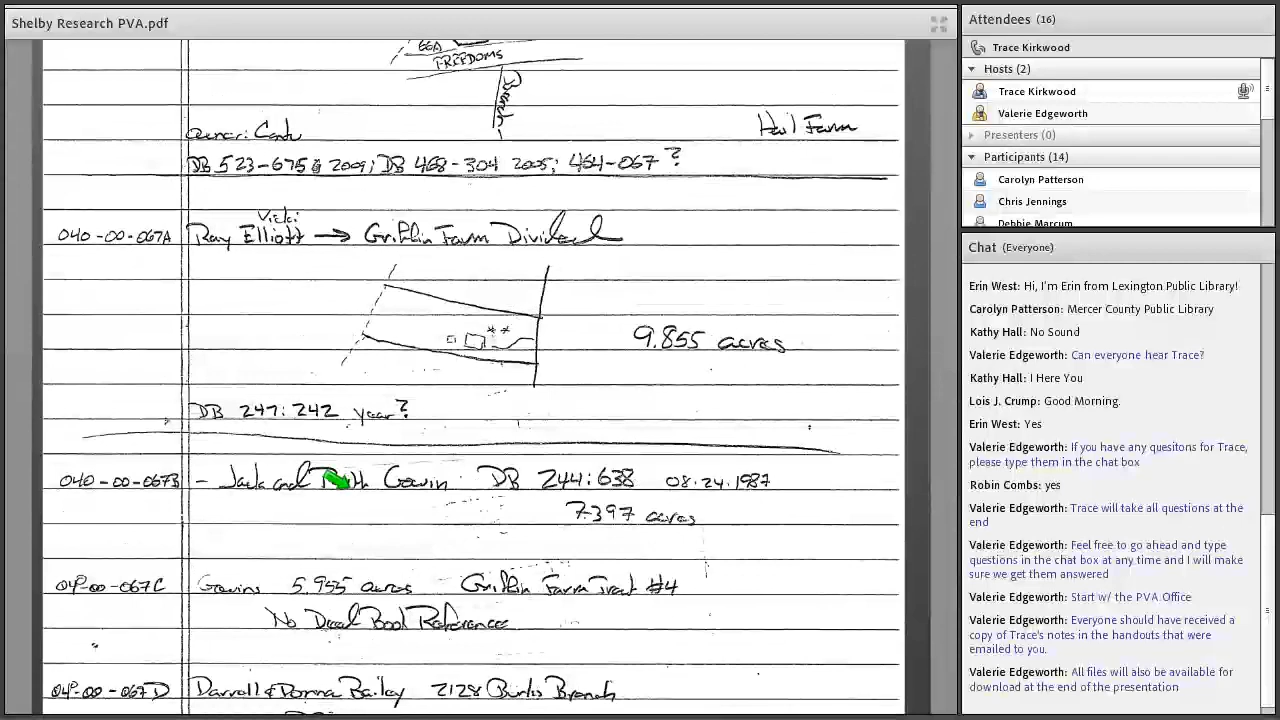 Shelby Research PVA.pdf
66A
FREEDOMS
Branch
Owner:
Hail Farm
DB 523-675 @ 2009; DB 468-304 2005; 464-067 ?
Vicki
040-00-067A Ray Elliott → Griffin Farm Divided
9.855 acres
DB 247: 242 year?
040-00-067B - Jack and Ruth Gowin DB 244:638 08.24.1987
7.397 acres
040-00-067C Gowins 5.955 acres Griffin Farm Tract #4
No Deed Book Reference
040-00-067D Darrell & Donna Bailey 2128 Burks Branch
Attendees (16)
Trace Kirkwood
Hosts (2)
Trace Kirkwood
Valerie Edgeworth
Presenters (0)
Participants (14)
Carolyn Patterson
Chris Jennings
Debbie Marcum
Chat (Everyone)
Erin West: Hi, I'm Erin from Lexington Public Library!
Carolyn Patterson: Mercer County Public Library
Kathy Hall: No Sound
Valerie Edgeworth: Can everyone hear Trace?
Kathy Hall: I Here You
Lois J. Crump: Good Morning.
Erin West: Yes
Valerie Edgeworth: If you have any quesitons for Trace,
please type them in the chat box
Robin Combs: yes
Valerie Edgeworth: Trace will take all questions at the
end
Valerie Edgeworth: Feel free to go ahead and type
questions in the chat box at any time and I will make
sure we get them answered
Valerie Edgeworth: Start w/ the PVA Office
Valerie Edgeworth: Everyone should have received a
copy of Trace's notes in the handouts that were
emailed to you.
Valerie Edgeworth: All files will also be available for
download at the end of the presentation